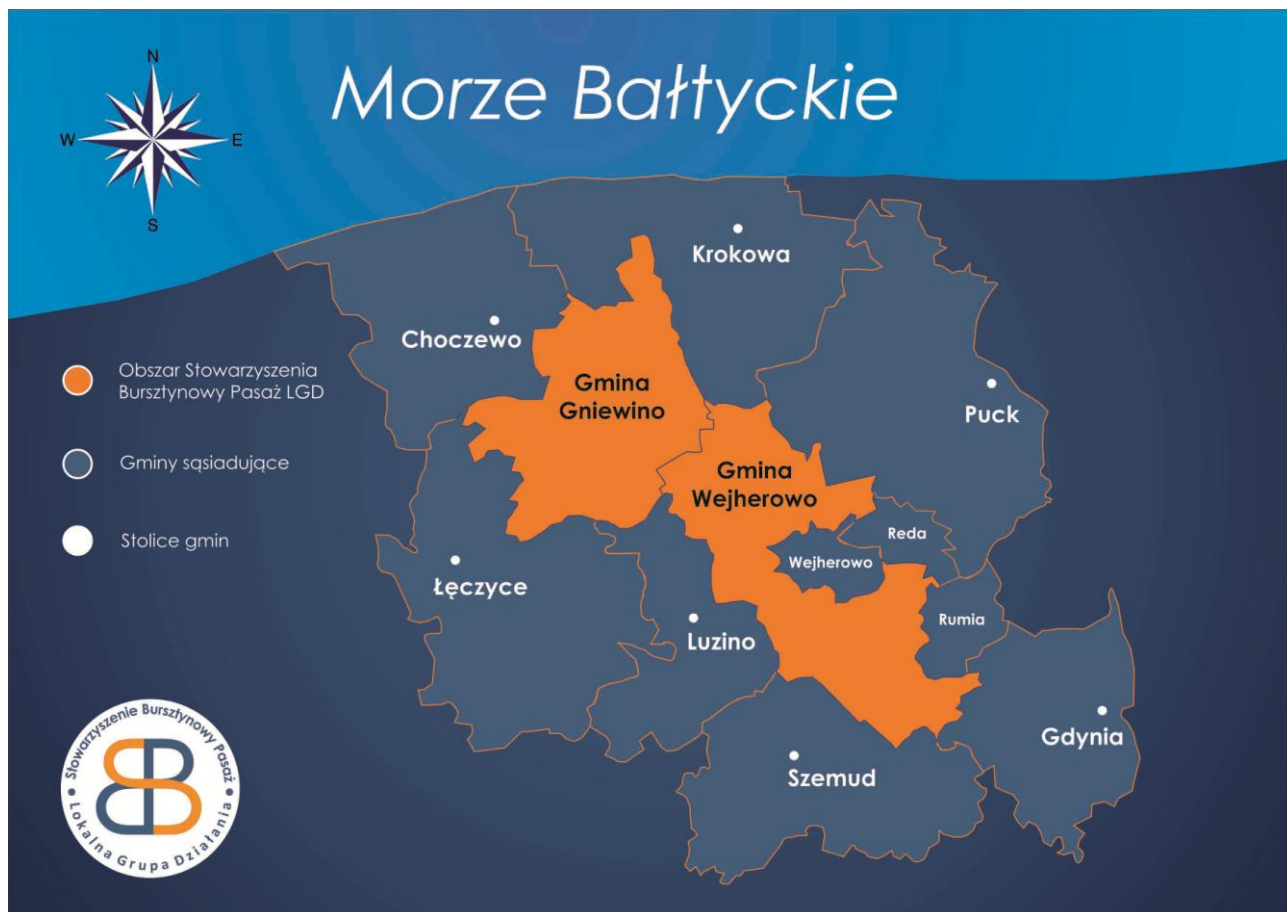 N
W
E
S
Morze Bałtyckie
Krokowa
Choczewo
Obszar Stowarzyszenia
Bursztynowy Pasaż LGD
Gmina
Gniewino
Puck
Gminy sąsiadujące
Gmina
Wejherowo
Stolice gmin
Reda
Wejherowo
Łęczyce
Rumia
Luzino
Gdynia
Szemud
Stowarzyszenie Bursztynowy Pasaż
Lokalna Grupa Działania